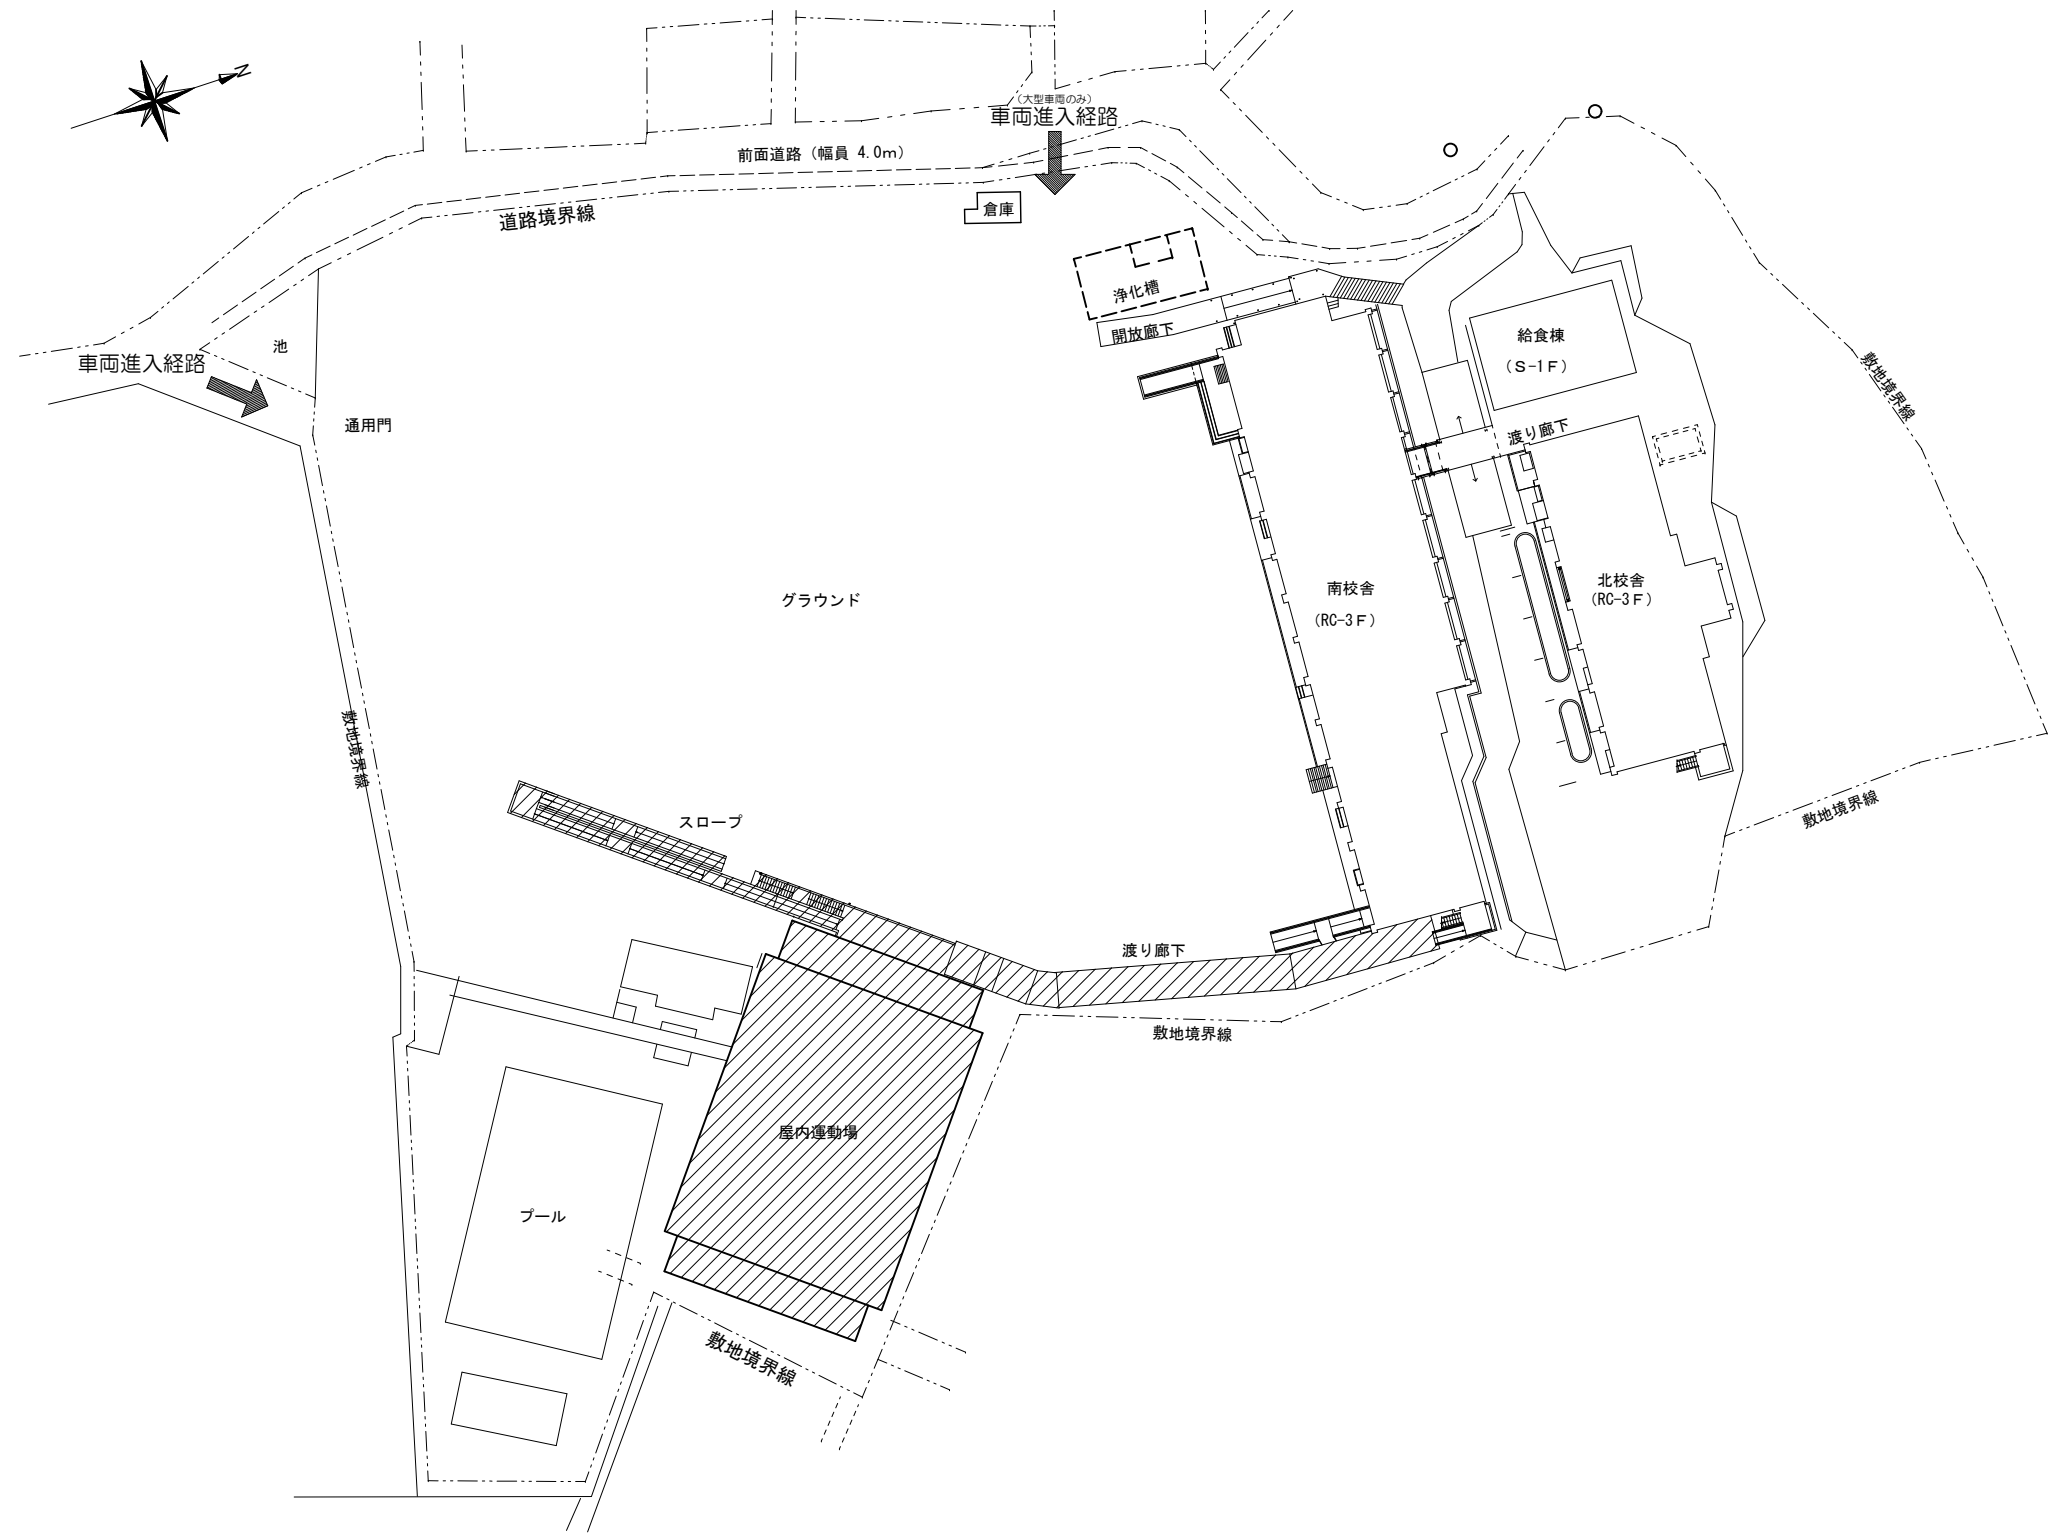 N
（大型車両のみ）
車両進入経路
前面道路（幅員 4.0ｍ）
倉庫
道路境界線
浄化槽
開放廊下
給食棟
（Ｓ-1Ｆ）
池
車両進入経路
通用門
敷地境界線
渡り廊下
グラウンド
南校舎
（RC-3Ｆ）
北校舎
（RC-3Ｆ）
敷地境界線
スロープ
敷地境界線
渡り廊下
敷地境界線
屋内運動場
プール
敷地境界線